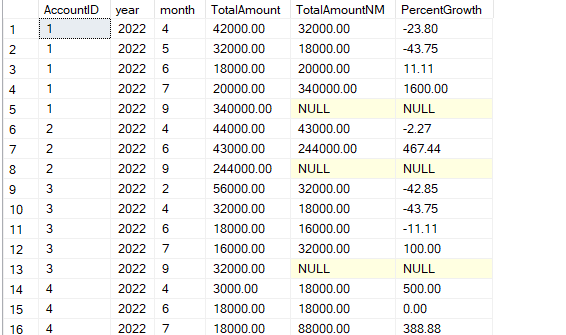 AccountID year month TotalAmount TotalAmountNM PercentGrowth
1 1 2022 4 42000.00 32000.00 -23.80
2 1 2022 5 32000.00 18000.00 -43.75
3 1 2022 6 18000.00 20000.00 11.11
4 1 2022 7 20000.00 340000.00 1600.00
5 1 2022 9 340000.00 NULL NULL
6 2 2022 4 44000.00 43000.00 -2.27
7 2 2022 6 43000.00 244000.00 467.44
8 2 2022 9 244000.00 NULL NULL
9 3 2022 2 56000.00 32000.00 -42.85
10 3 2022 4 32000.00 18000.00 -43.75
11 3 2022 6 18000.00 16000.00 -11.11
12 3 2022 7 16000.00 32000.00 100.00
13 3 2022 9 32000.00 NULL NULL
14 4 2022 4 3000.00 18000.00 500.00
15 4 2022 6 18000.00 18000.00 0.00
16 4 2022 7 18000.00 88000.00 388.88